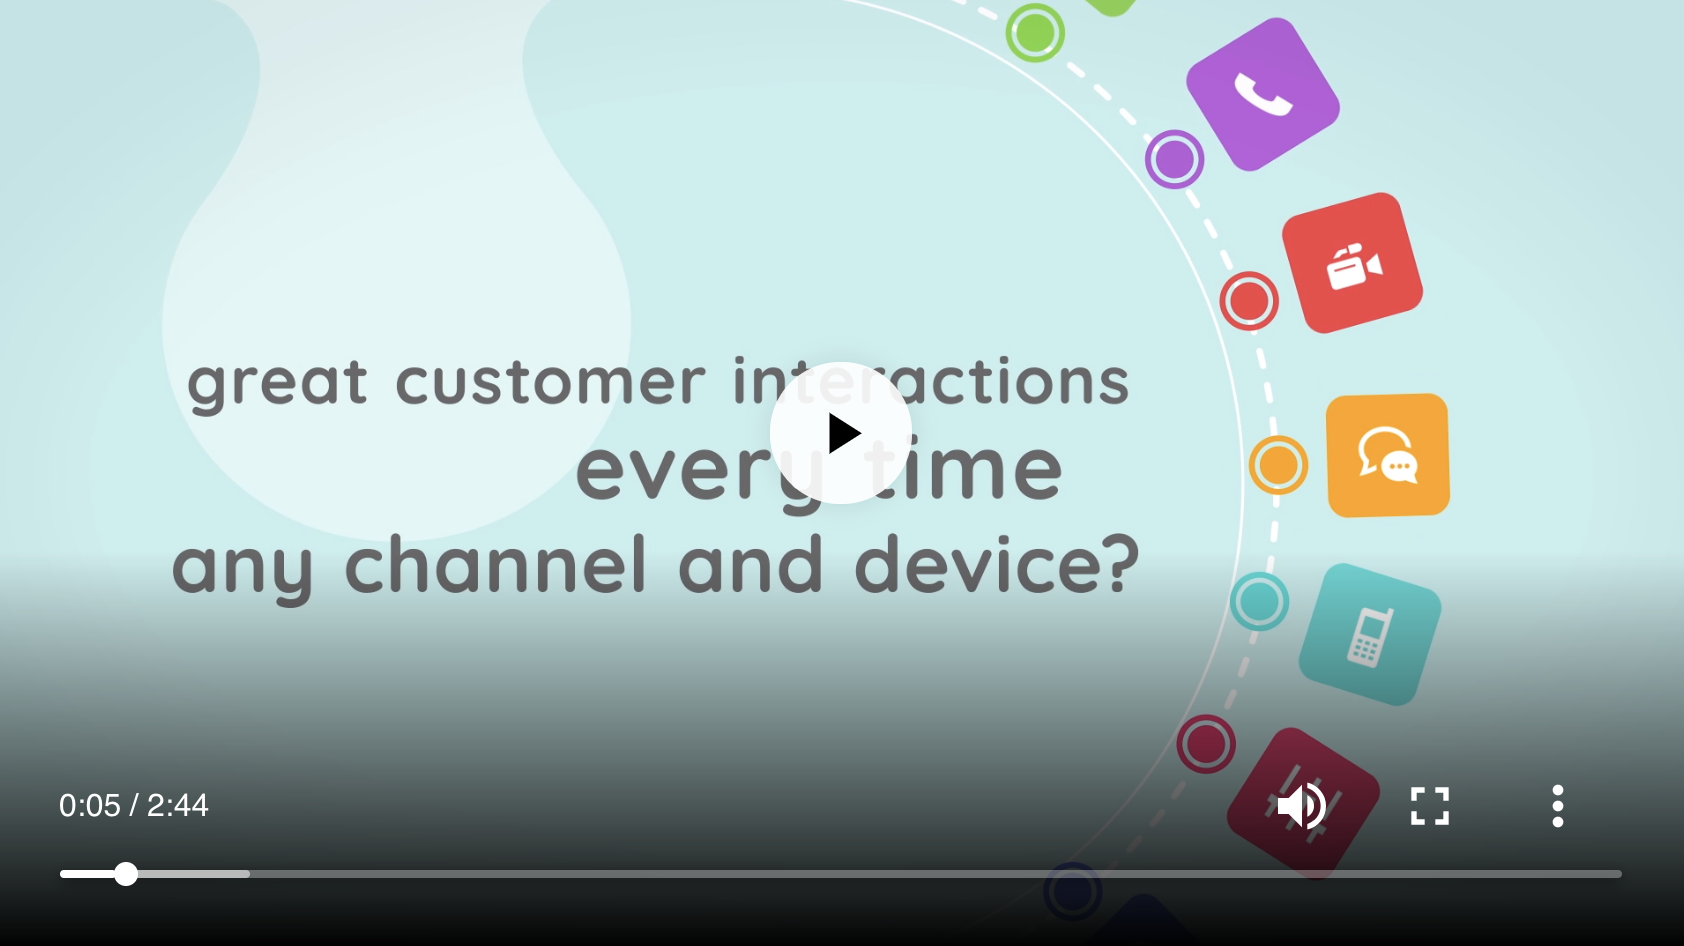 great customer interactions
every time
any channel and device?
0:05 / 2:44